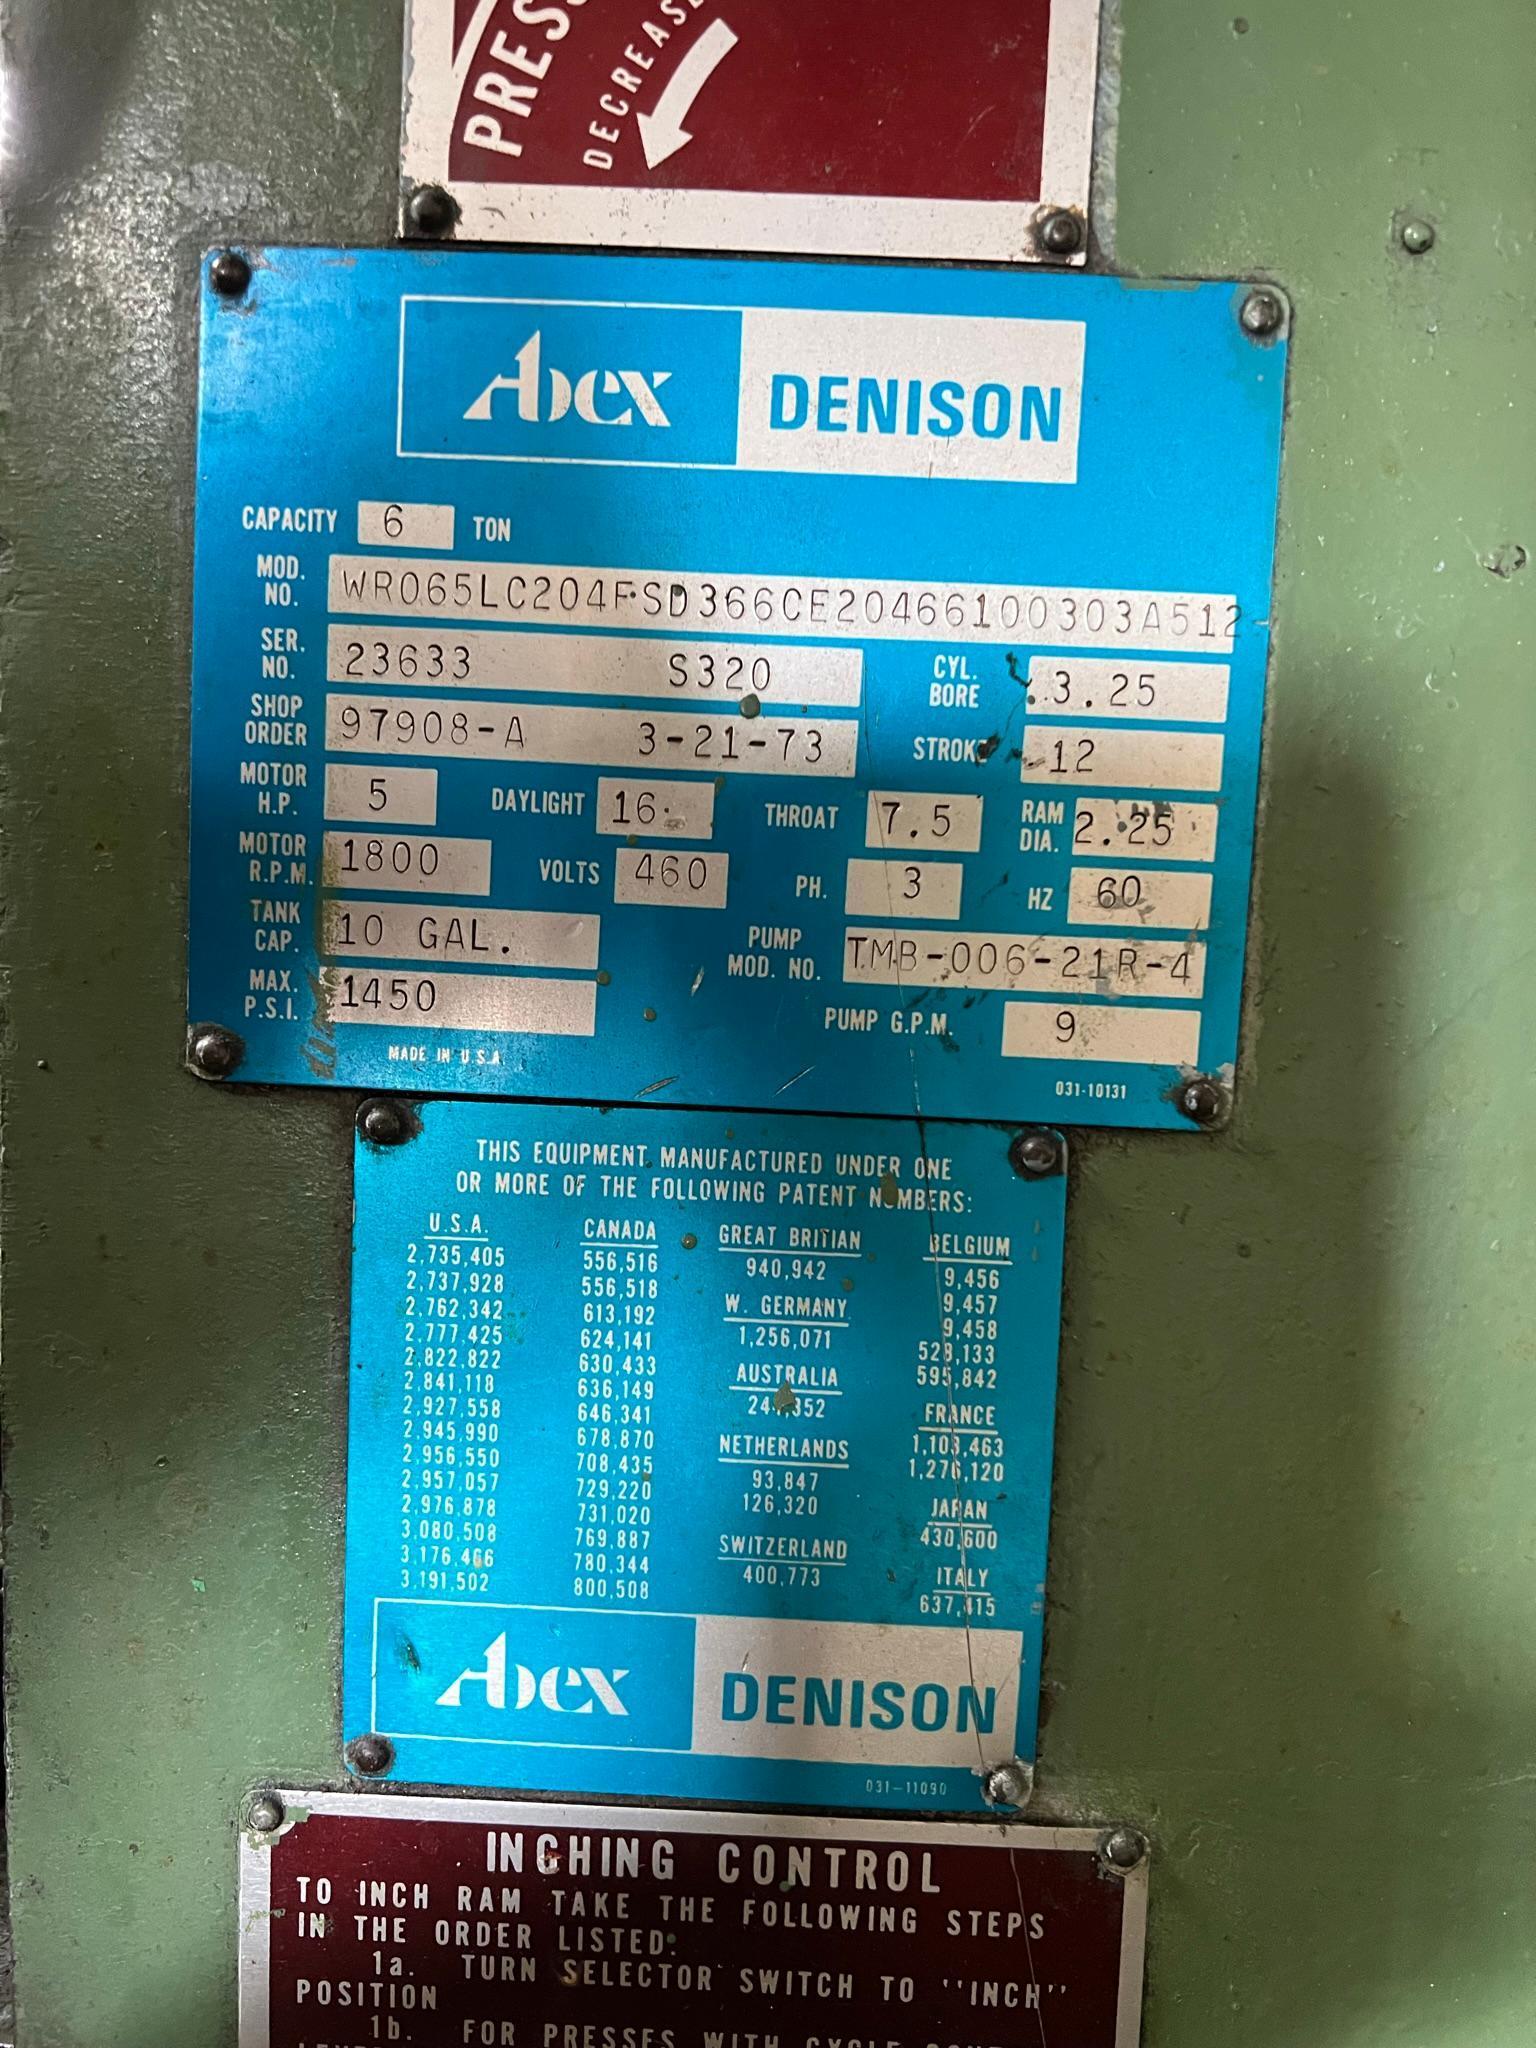 PRESS
DECREASE
Abex DENISON
CAPACITY 6 TON
MOD. NO. WR065LC204F SD366CE20466100303A512
SER. NO. 23633 S320 CYL. BORE 3.25
SHOP ORDER 97908-A 3-21-73 STROKE 12
MOTOR H.P. 5 DAYLIGHT 16 THROAT 7.5 RAM DIA. 2.25
MOTOR R.P.M. 1800 VOLTS 460 PH. 3 HZ 60
TANK CAP. 10 GAL. PUMP MOD. NO. TMB-006-21R-4
MAX. P.S.I. 1450 PUMP G.P.M. 9
MADE IN U.S.A. 031-10131
THIS EQUIPMENT MANUFACTURED UNDER ONE
OR MORE OF THE FOLLOWING PATENT NUMBERS:
U.S.A.
2,735,405
2,737,928
2,762,342
2,777,425
2,822,822
2,841,118
2,927,558
2,945,990
2,956,550
2,957,057
2,976,878
3,080,508
3,176,466
3,191,502
CANADA
556,516
556,518
613,192
624,141
630,433
636,149
646,341
678,870
708,435
729,220
731,020
769,887
780,344
800,508
GREAT BRITIAN
940,942
W. GERMANY
1,256,071
AUSTRALIA
NETHERLANDS
93,847
126,320
SWITZERLAND
400,773
BELGIUM
9,456
9,457
9,458
528,133
595,842
FRANCE
1,103,463
1,276,120
JAPAN
430,600
ITALY
637,415
Abex DENISON
031-11090
INCHING CONTROL
TO INCH RAM TAKE THE FOLLOWING STEPS
IN THE ORDER LISTED:
1a. TURN SELECTOR SWITCH TO "INCH"
POSITION
1b. FOR PRESSES WITH CYCLE